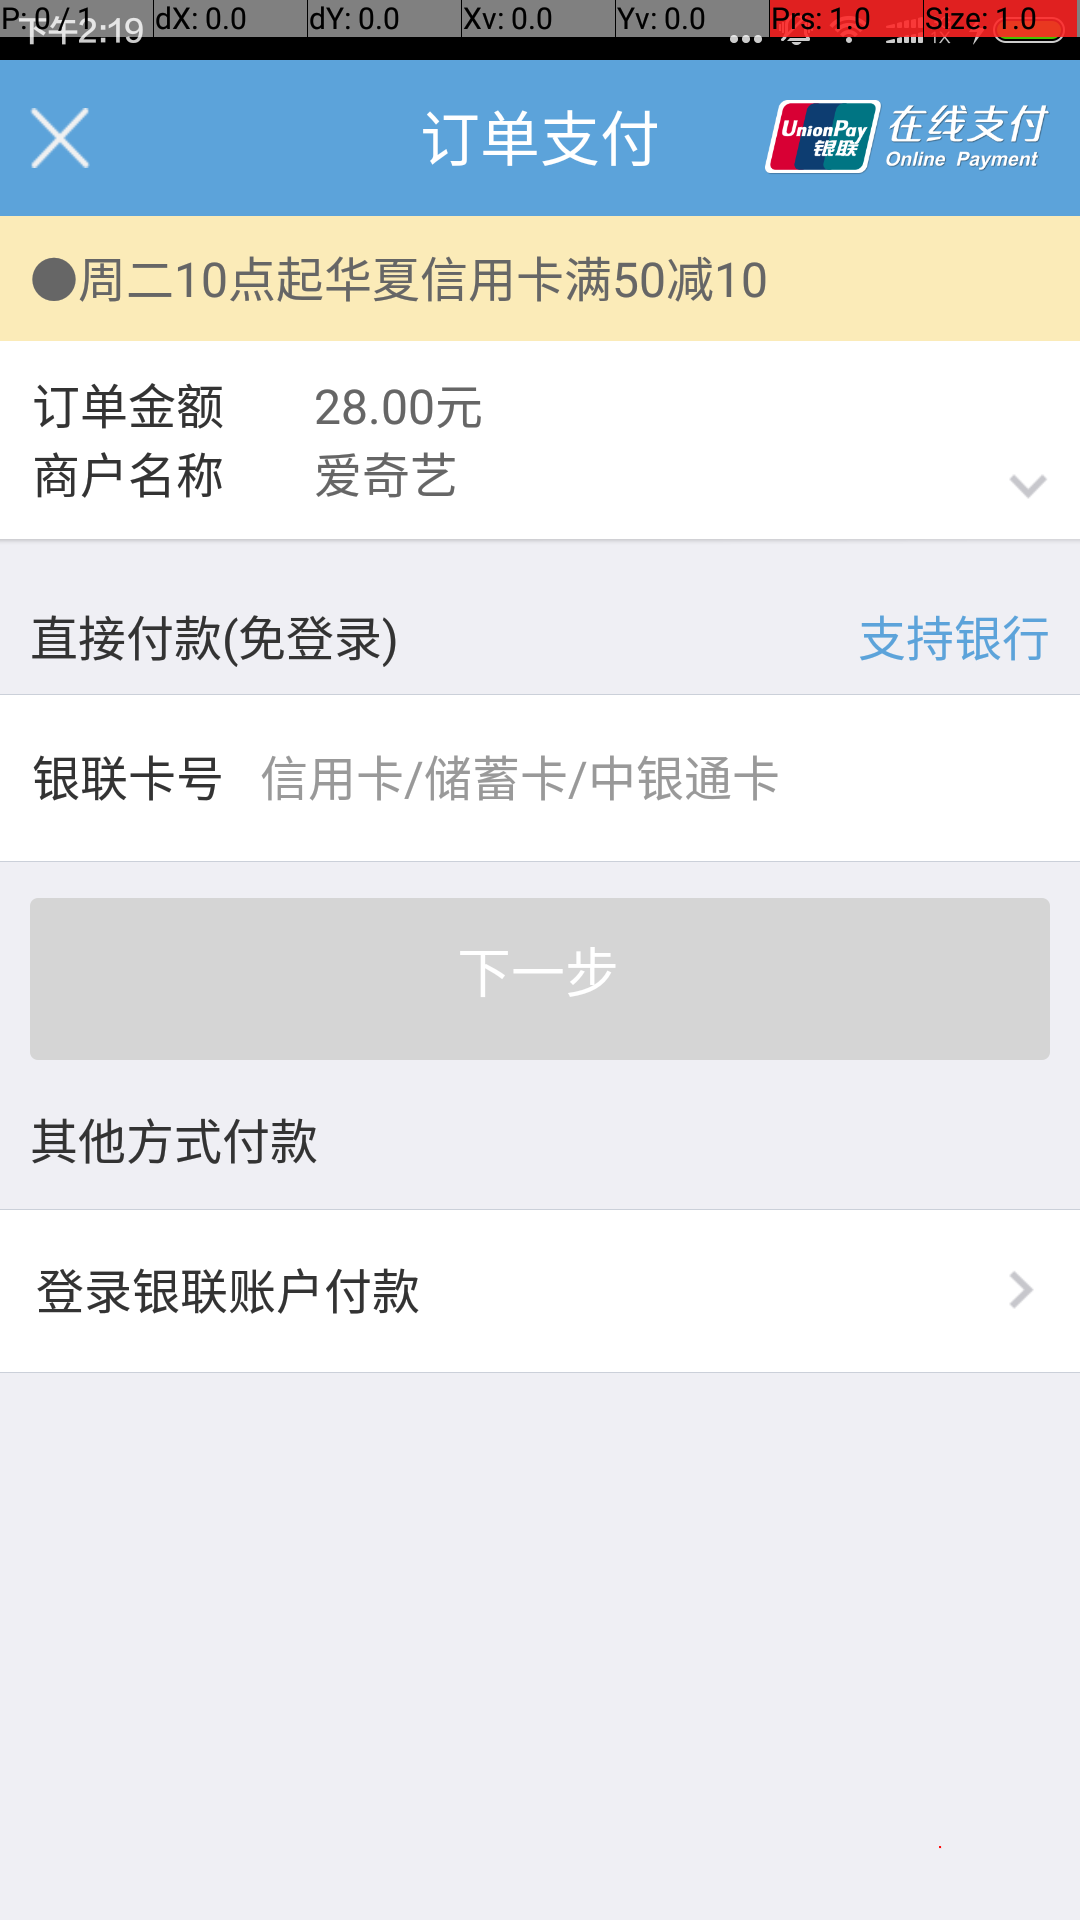 P: 0 / 1 dX: 0.0 dY: 0.0 Xv: 0.0 Yv: 0.0 Prs: 1.0 Size: 1.0
下午2:19 1X
订单支付
UnionPay 银联 在线支付
Online Payment
●周二10点起华夏信用卡满50减10
订单金额 28.00元
商户名称 爱奇艺
直接付款(免登录) 支持银行
银联卡号 信用卡/储蓄卡/中银通卡
下一步
其他方式付款
登录银联账户付款